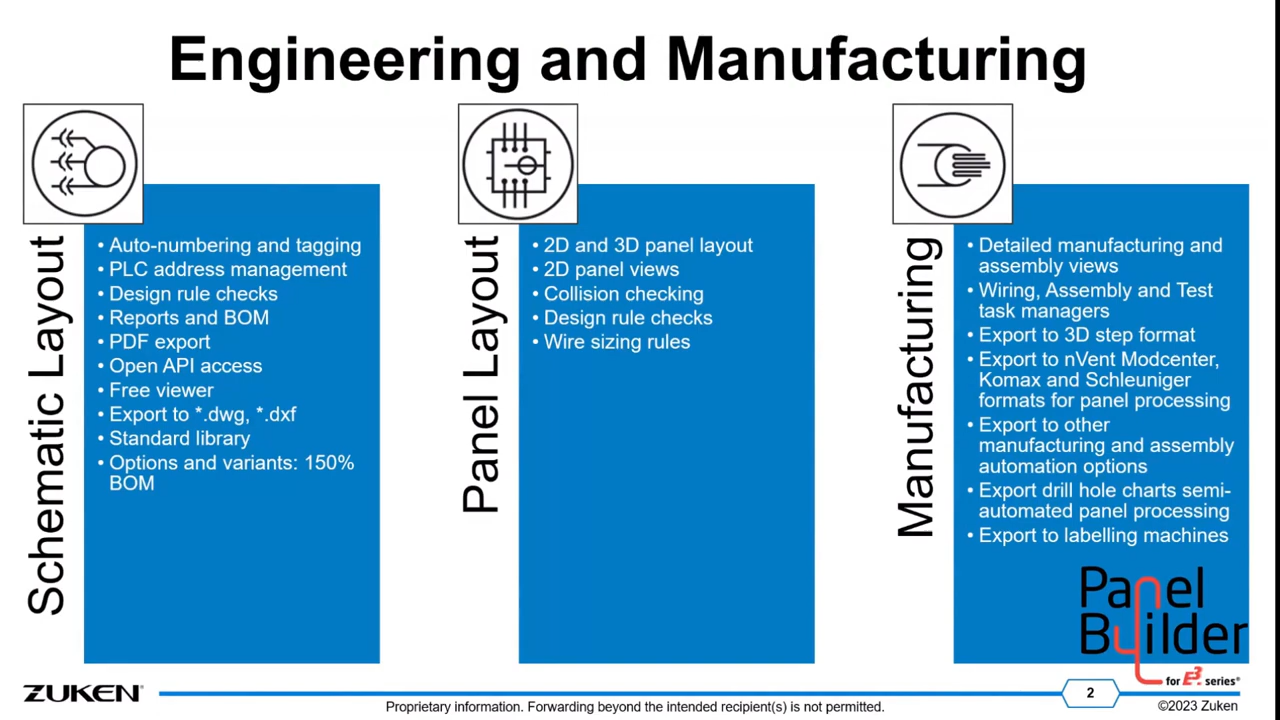 Engineering and Manufacturing
Schematic Layout
• Auto-numbering and tagging
• PLC address management
• Design rule checks
• Reports and BOM
• PDF export
• Open API access
• Free viewer
• Export to *.dwg, *.dxf
• Standard library
• Options and variants: 150%
BOM
Panel Layout
• 2D and 3D panel layout
• 2D panel views
• Collision checking
• Design rule checks
• Wire sizing rules
Manufacturing
• Detailed manufacturing and
assembly views
• Wiring, Assembly and Test
task managers
• Export to 3D step format
• Export to nVent Modcenter,
Komax and Schleuniger
formats for panel processing
• Export to other
manufacturing and assembly
automation options
• Export drill hole charts semi-
automated panel processing
• Export to labelling machines
Panel
Builder
for E³.series®
ZUKEN®
2
Proprietary information. Forwarding beyond the intended recipient(s) is not permitted.
©2023 Zuken